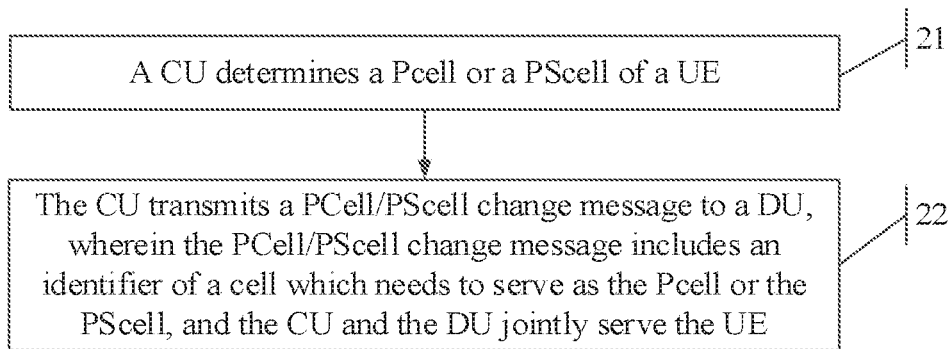 A CU determines a Pcell or a PScell of a UE
21
The CU transmits a PCell/PScell change message to a DU,
wherein the PCell/PScell change message includes an
identifier of a cell which needs to serve as the Pcell or the
PScell, and the CU and the DU jointly serve the UE
22